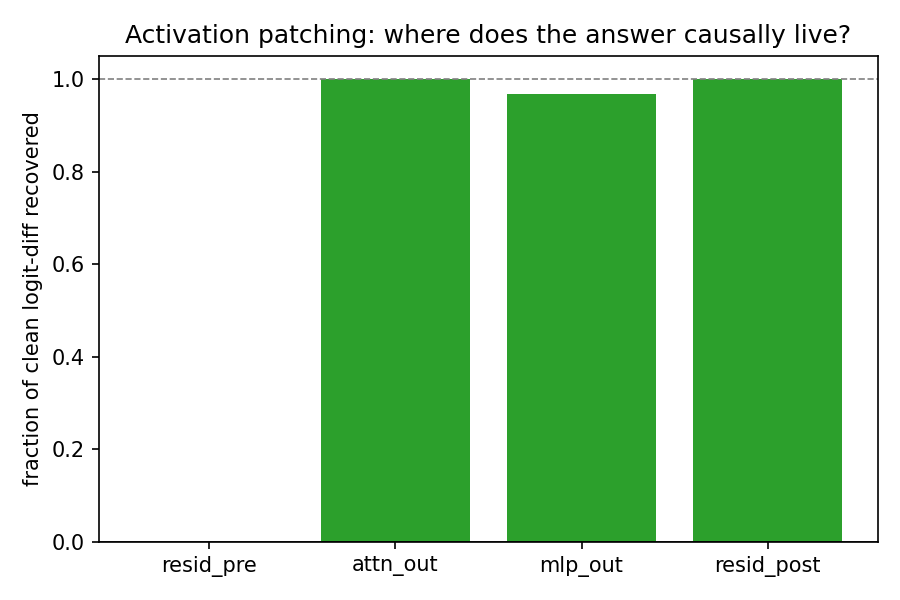 Activation patching: where does the answer causally live?
fraction of clean logit-diff recovered
1.0
0.8
0.6
0.4
0.2
0.0
resid_pre attn_out mlp_out resid_post